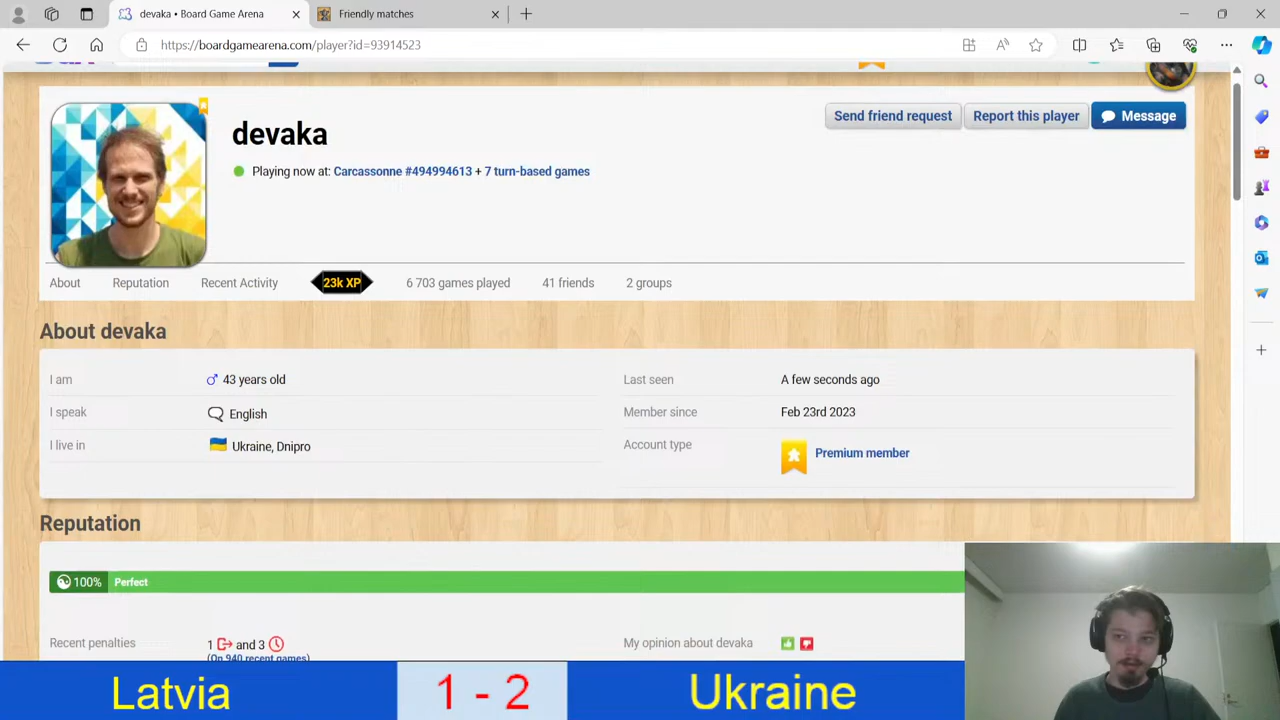 devaka • Board Game Arena
Friendly matches
https://boardgamearena.com/player?id=93914523
devaka
Send friend request
Report this player
Message
Playing now at: Carcassonne #494994613 + 7 turn-based games
About
Reputation
Recent Activity
23k XP
6 703 games played
41 friends
2 groups
About devaka
I am
43 years old
Last seen
A few seconds ago
I speak
English
Member since
Feb 23rd 2023
I live in
Ukraine, Dnipro
Account type
Premium member
Reputation
100%
Perfect
Recent penalties
1 and 3
(On 940 recent games)
My opinion about devaka
Latvia
1 - 2
Ukraine